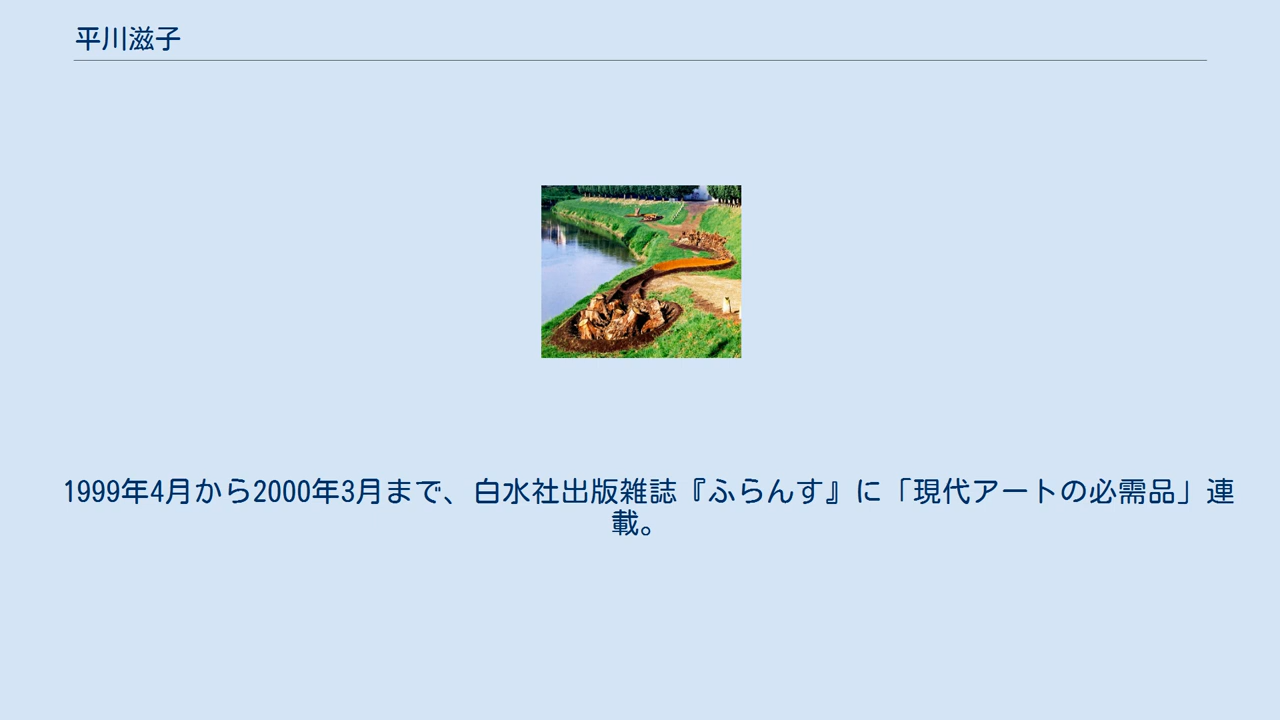 平川滋子
1999年4月から2000年3月まで、白水社出版雑誌『ふらんす』に「現代アートの必需品」連
載。